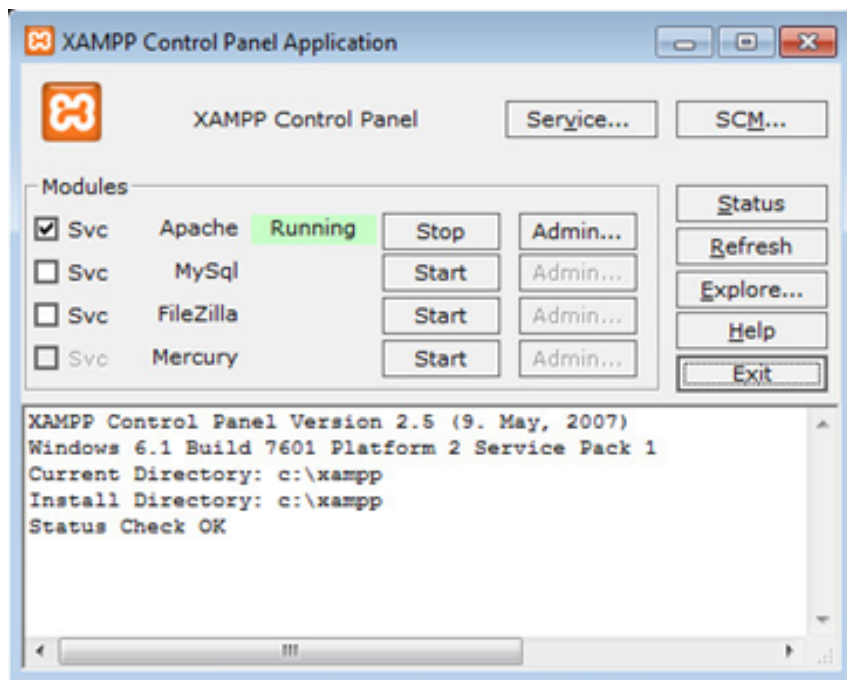 XAMPP Control Panel Application
XAMPP Control Panel Service... SCM...
Modules
Svc Apache Running Stop Admin...
Svc MySql Start Admin...
Svc FileZilla Start Admin...
Svc Mercury Start Admin...
Status
Refresh
Explore...
Help
Exit
XAMPP Control Panel Version 2.5 (9. May, 2007)
Windows 6.1 Build 7601 Platform 2 Service Pack 1
Current Directory: c:\xampp
Install Directory: c:\xampp
Status Check OK